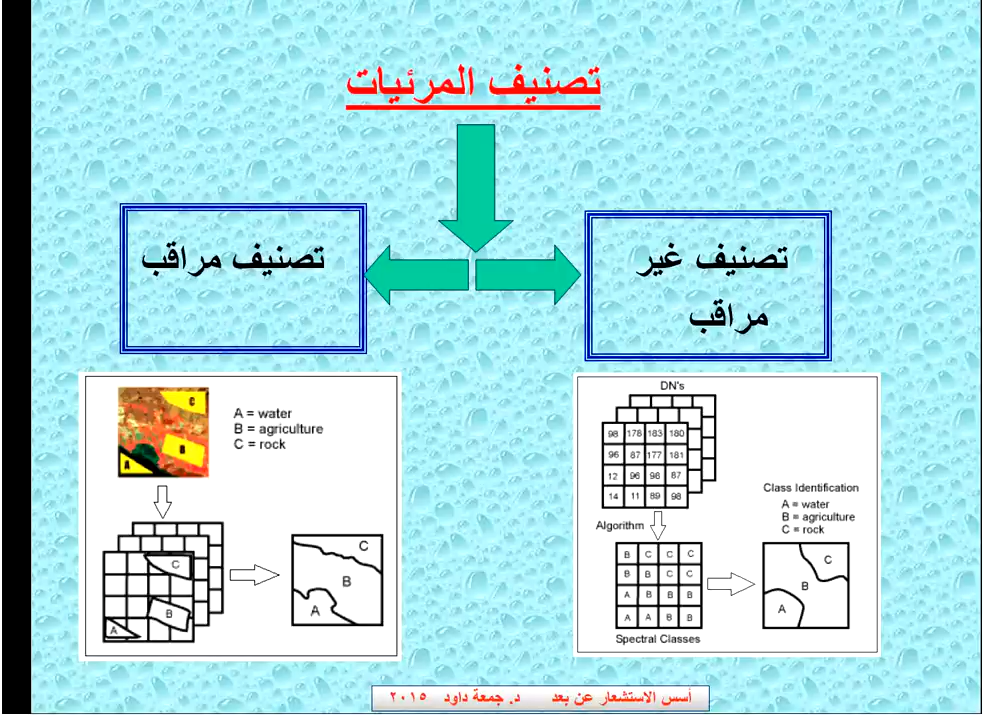 تصنيف المرئيات
تصنيف غير
مراقب
تصنيف مراقب
C
B
A
A = water
B = agriculture
C = rock
C
B
A
C
B
A
DN's
98 178 183 180
96 87 177 181
12 96 98 87
14 11 89 98
Algorithm
B C C C
B B C C
A B B B
A A B B
Spectral Classes
Class Identification
A = water
B = agriculture
C = rock
C
B
A
أسس الاستشعار عن بعد د. جمعة داود ٢٠١٥